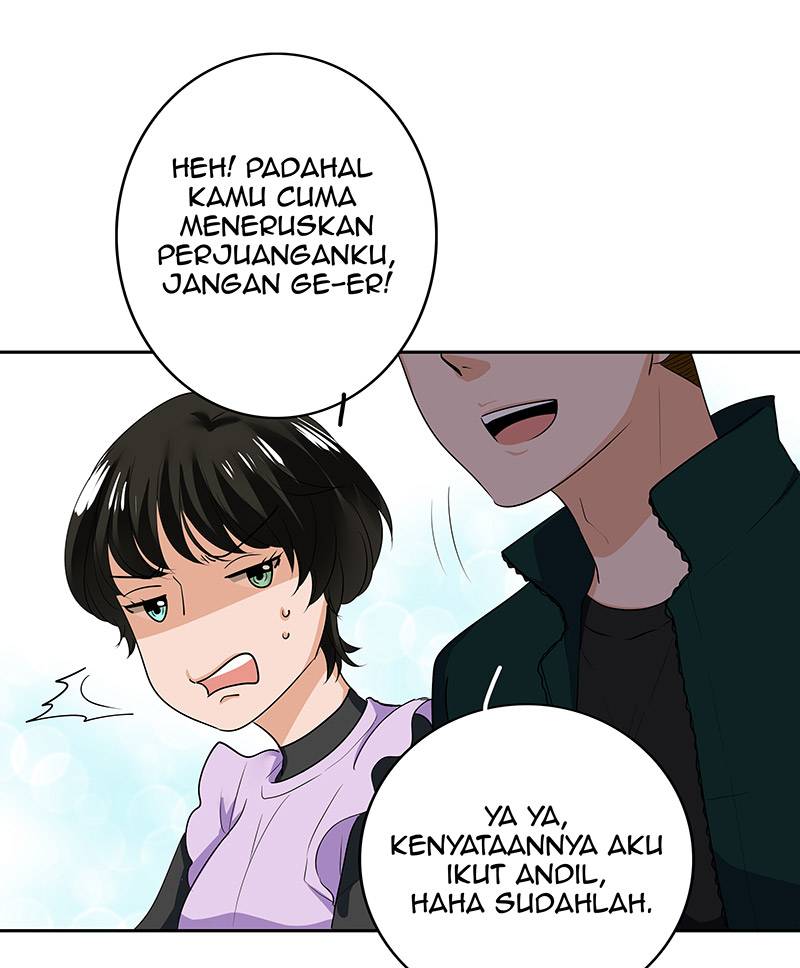 HEH! PADAHAL
KAMU CUMA
MENERUSKAN
PERJUANGANKU,
JANGAN GE-ER!
YA YA,
KENYATAANNYA AKU
IKUT ANDIL,
HAHA SUDAHLAH.